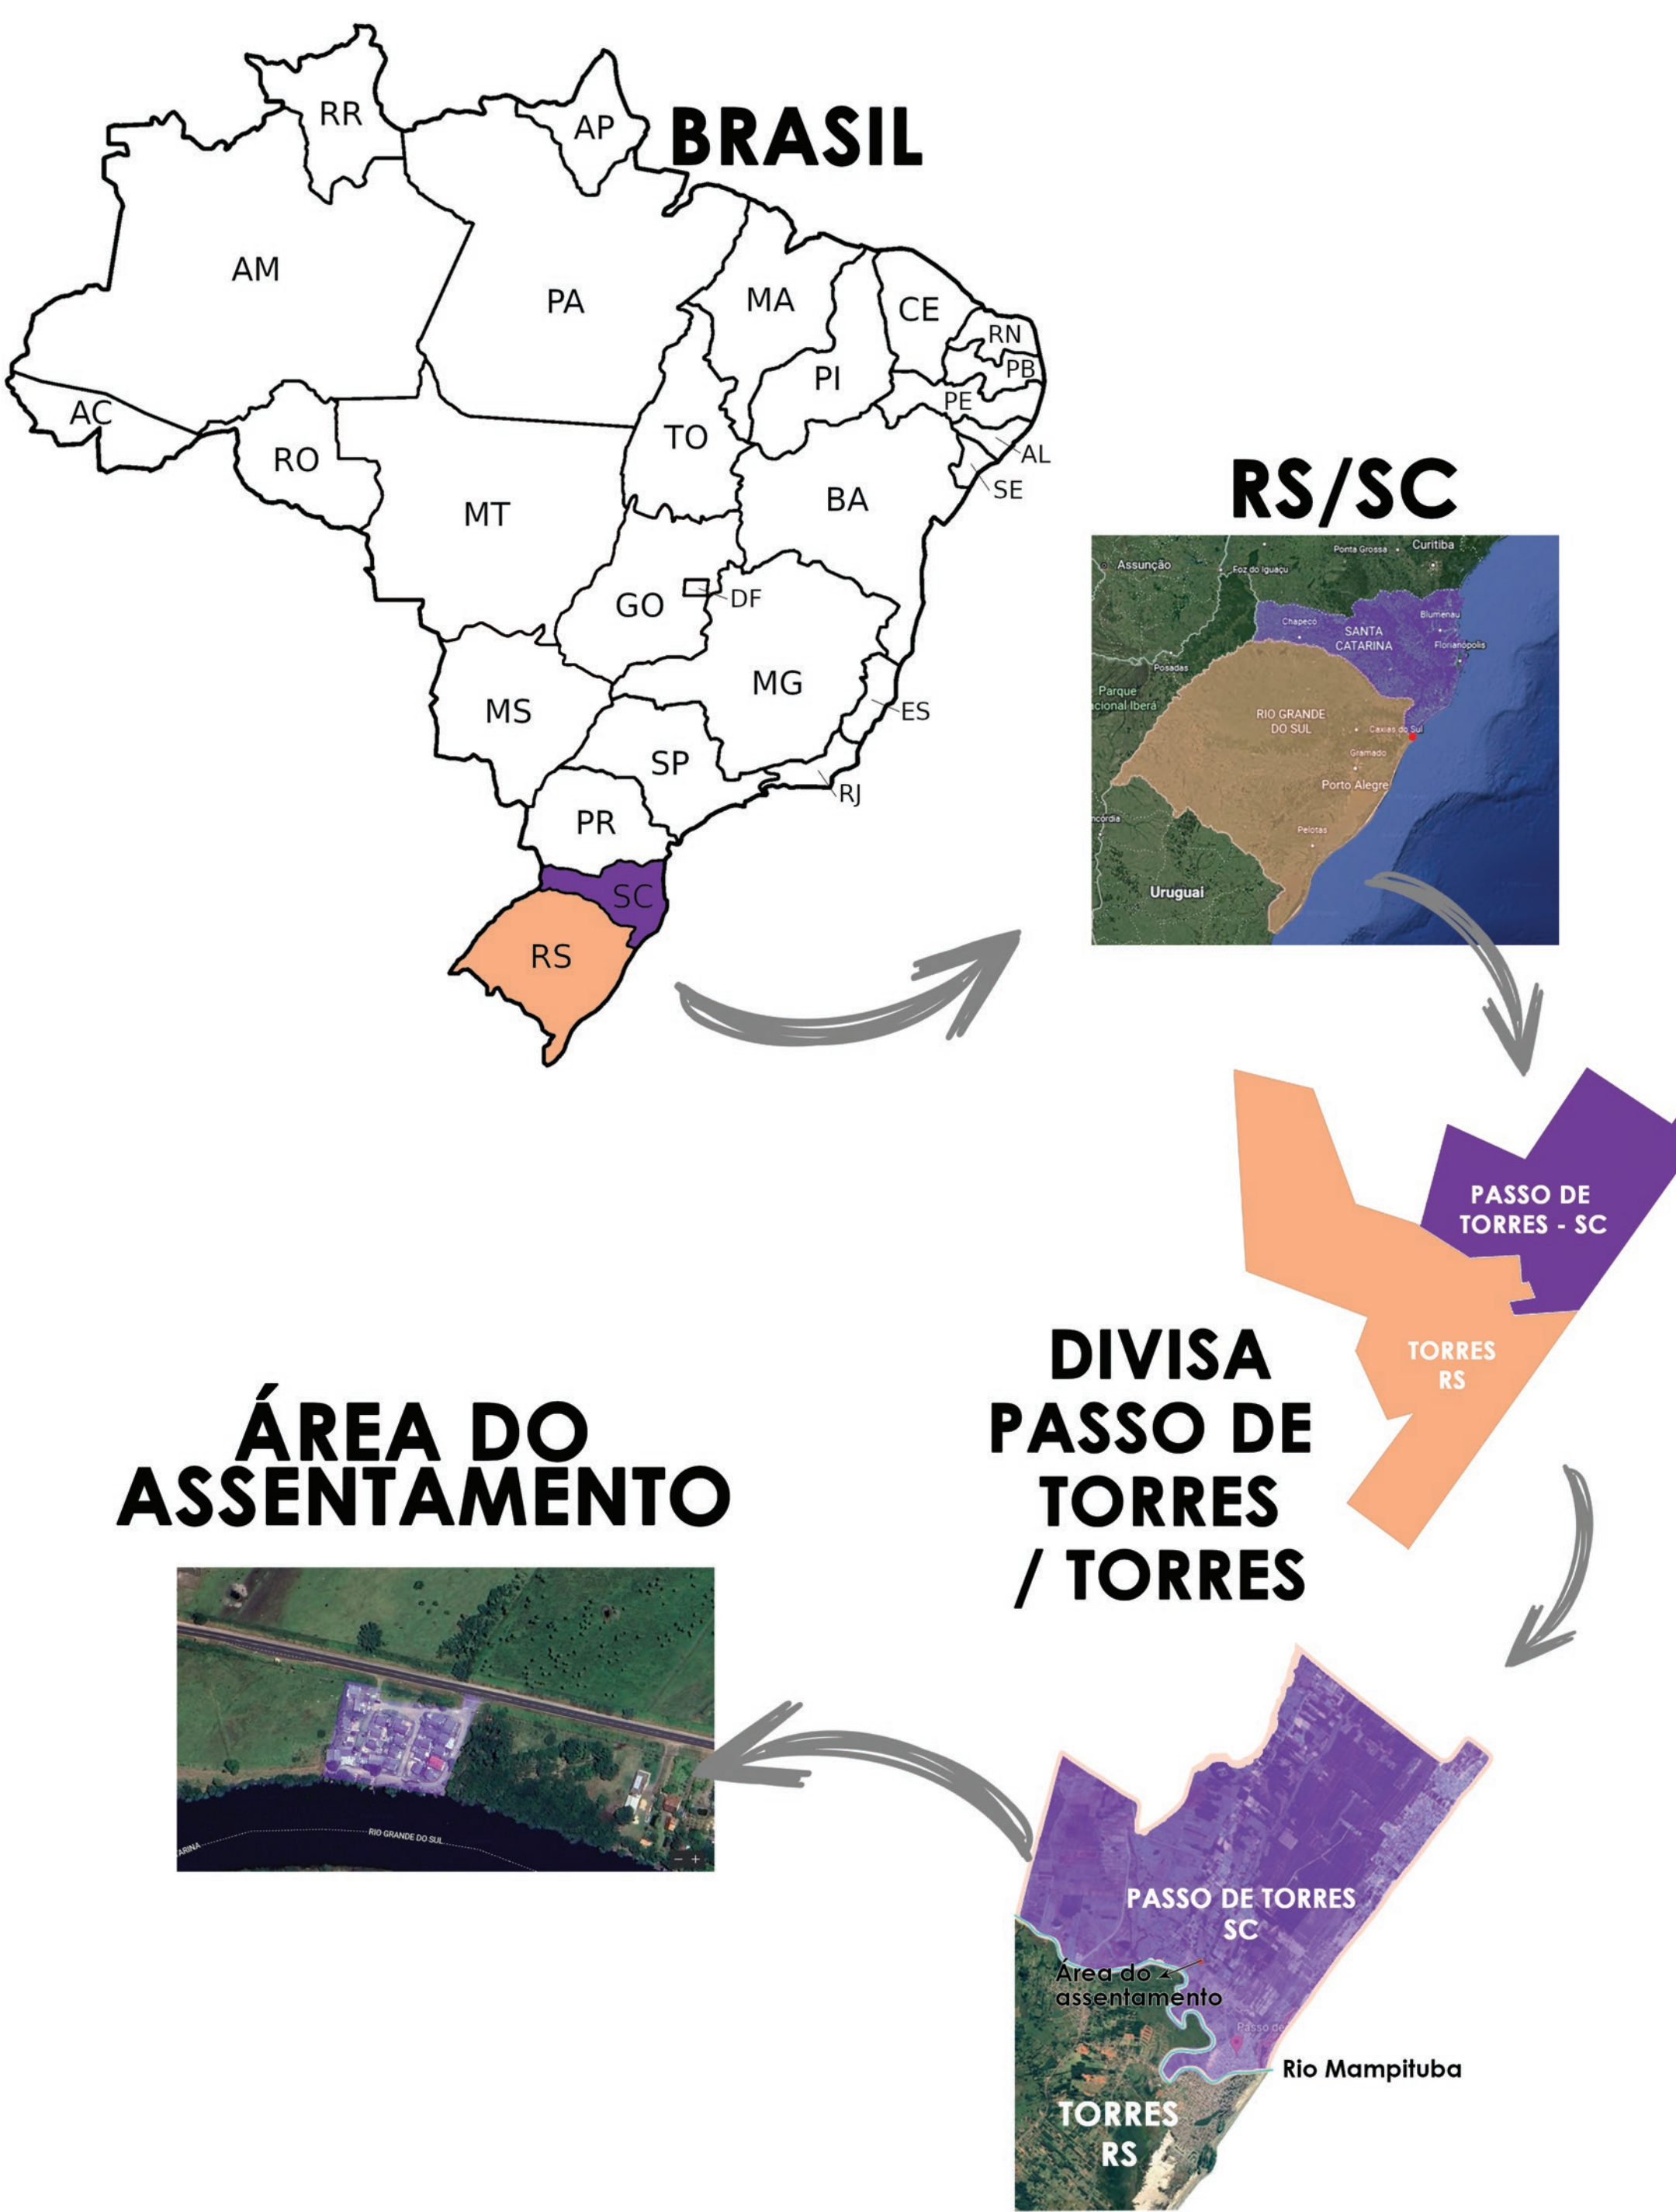 BRASIL
RR
AP
AM
PA
MA
CE
RN
PB
PI
PE
AC
TO
AL
RO
SE
BA
MT
DF
GO
MG
ES
MS
SP
RJ
PR
SC
RS
RS/SC
Curitiba
Ponta Grossa
Assunção
Foz do Iguaçu
Blumenau
Chapecó
SANTA
CATARINA
Florianópolis
Posadas
Parque
acional Iberá
RIO GRANDE
DO SUL
Caxias do Sul
Gramado
Porto Alegre
ncórdia
Pelotas
Uruguai
PASSO DE
TORRES - SC
TORRES
RS
DIVISA
PASSO DE
TORRES
/ TORRES
ÁREA DO
ASSENTAMENTO
RIO GRANDE DO SUL
ARINA
− +
PASSO DE TORRES
SC
Área do
assentamento
Passo de
Rio Mampituba
TORRES
RS